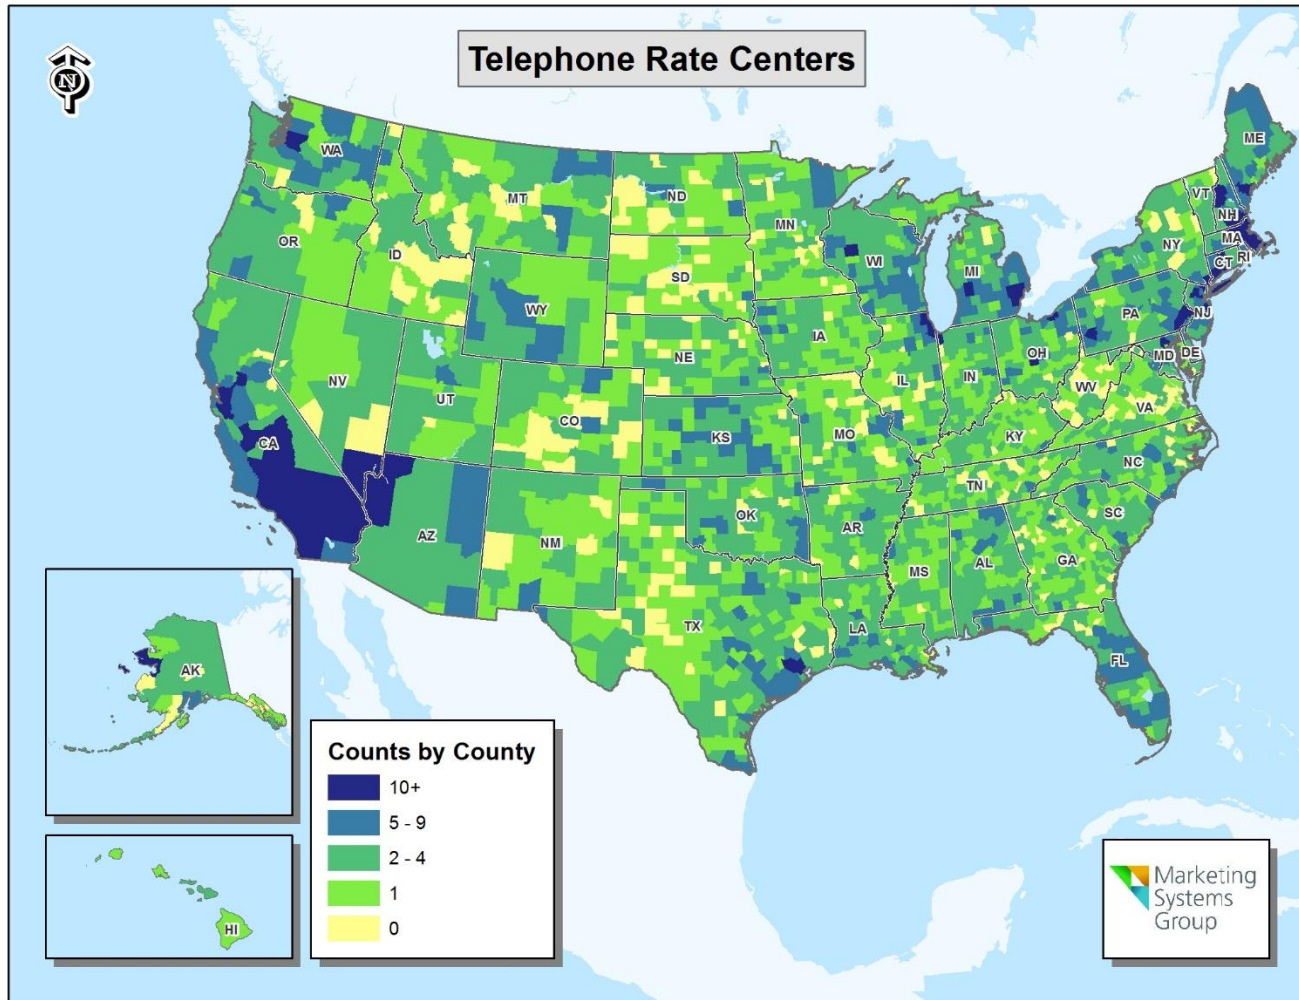 Telephone Rate Centers
N
WA
MT
ND
MN
ME
VT
NH
MA
CT
RI
NY
OR
ID
WY
SD
WI
MI
IA
PA
NJ
NE
OH
MD
DE
IL
IN
WV
VA
NV
UT
CO
KS
MO
KY
CA
AZ
NM
OK
AR
TN
NC
SC
MS
AL
GA
TX
LA
FL
AK
HI
Counts by County
10+
5 - 9
2 - 4
1
0
Marketing
Systems
Group